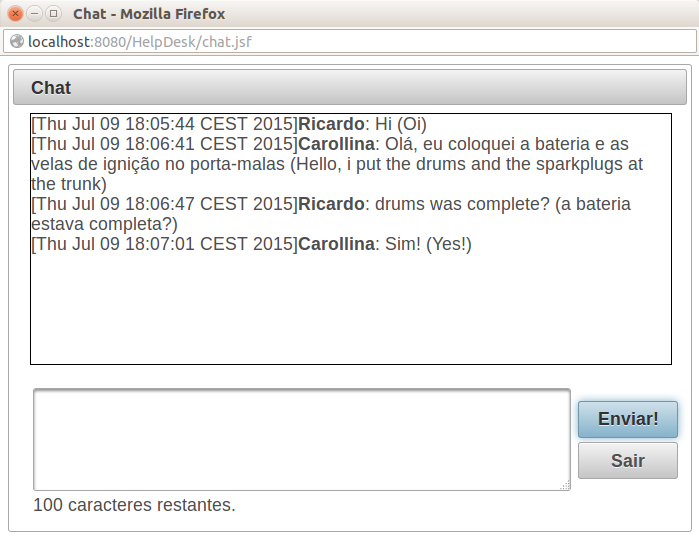 Chat - Mozilla Firefox
localhost:8080/HelpDesk/chat.jsf
Chat
[Thu Jul 09 18:05:44 CEST 2015]Ricardo: Hi (Oi)
[Thu Jul 09 18:06:41 CEST 2015]Carollina: Olá, eu coloquei a bateria e as
velas de ignição no porta-malas (Hello, i put the drums and the sparkplugs at
the trunk)
[Thu Jul 09 18:06:47 CEST 2015]Ricardo: drums was complete? (a bateria
estava completa?)
[Thu Jul 09 18:07:01 CEST 2015]Carollina: Sim! (Yes!)
Enviar!
Sair
100 caracteres restantes.